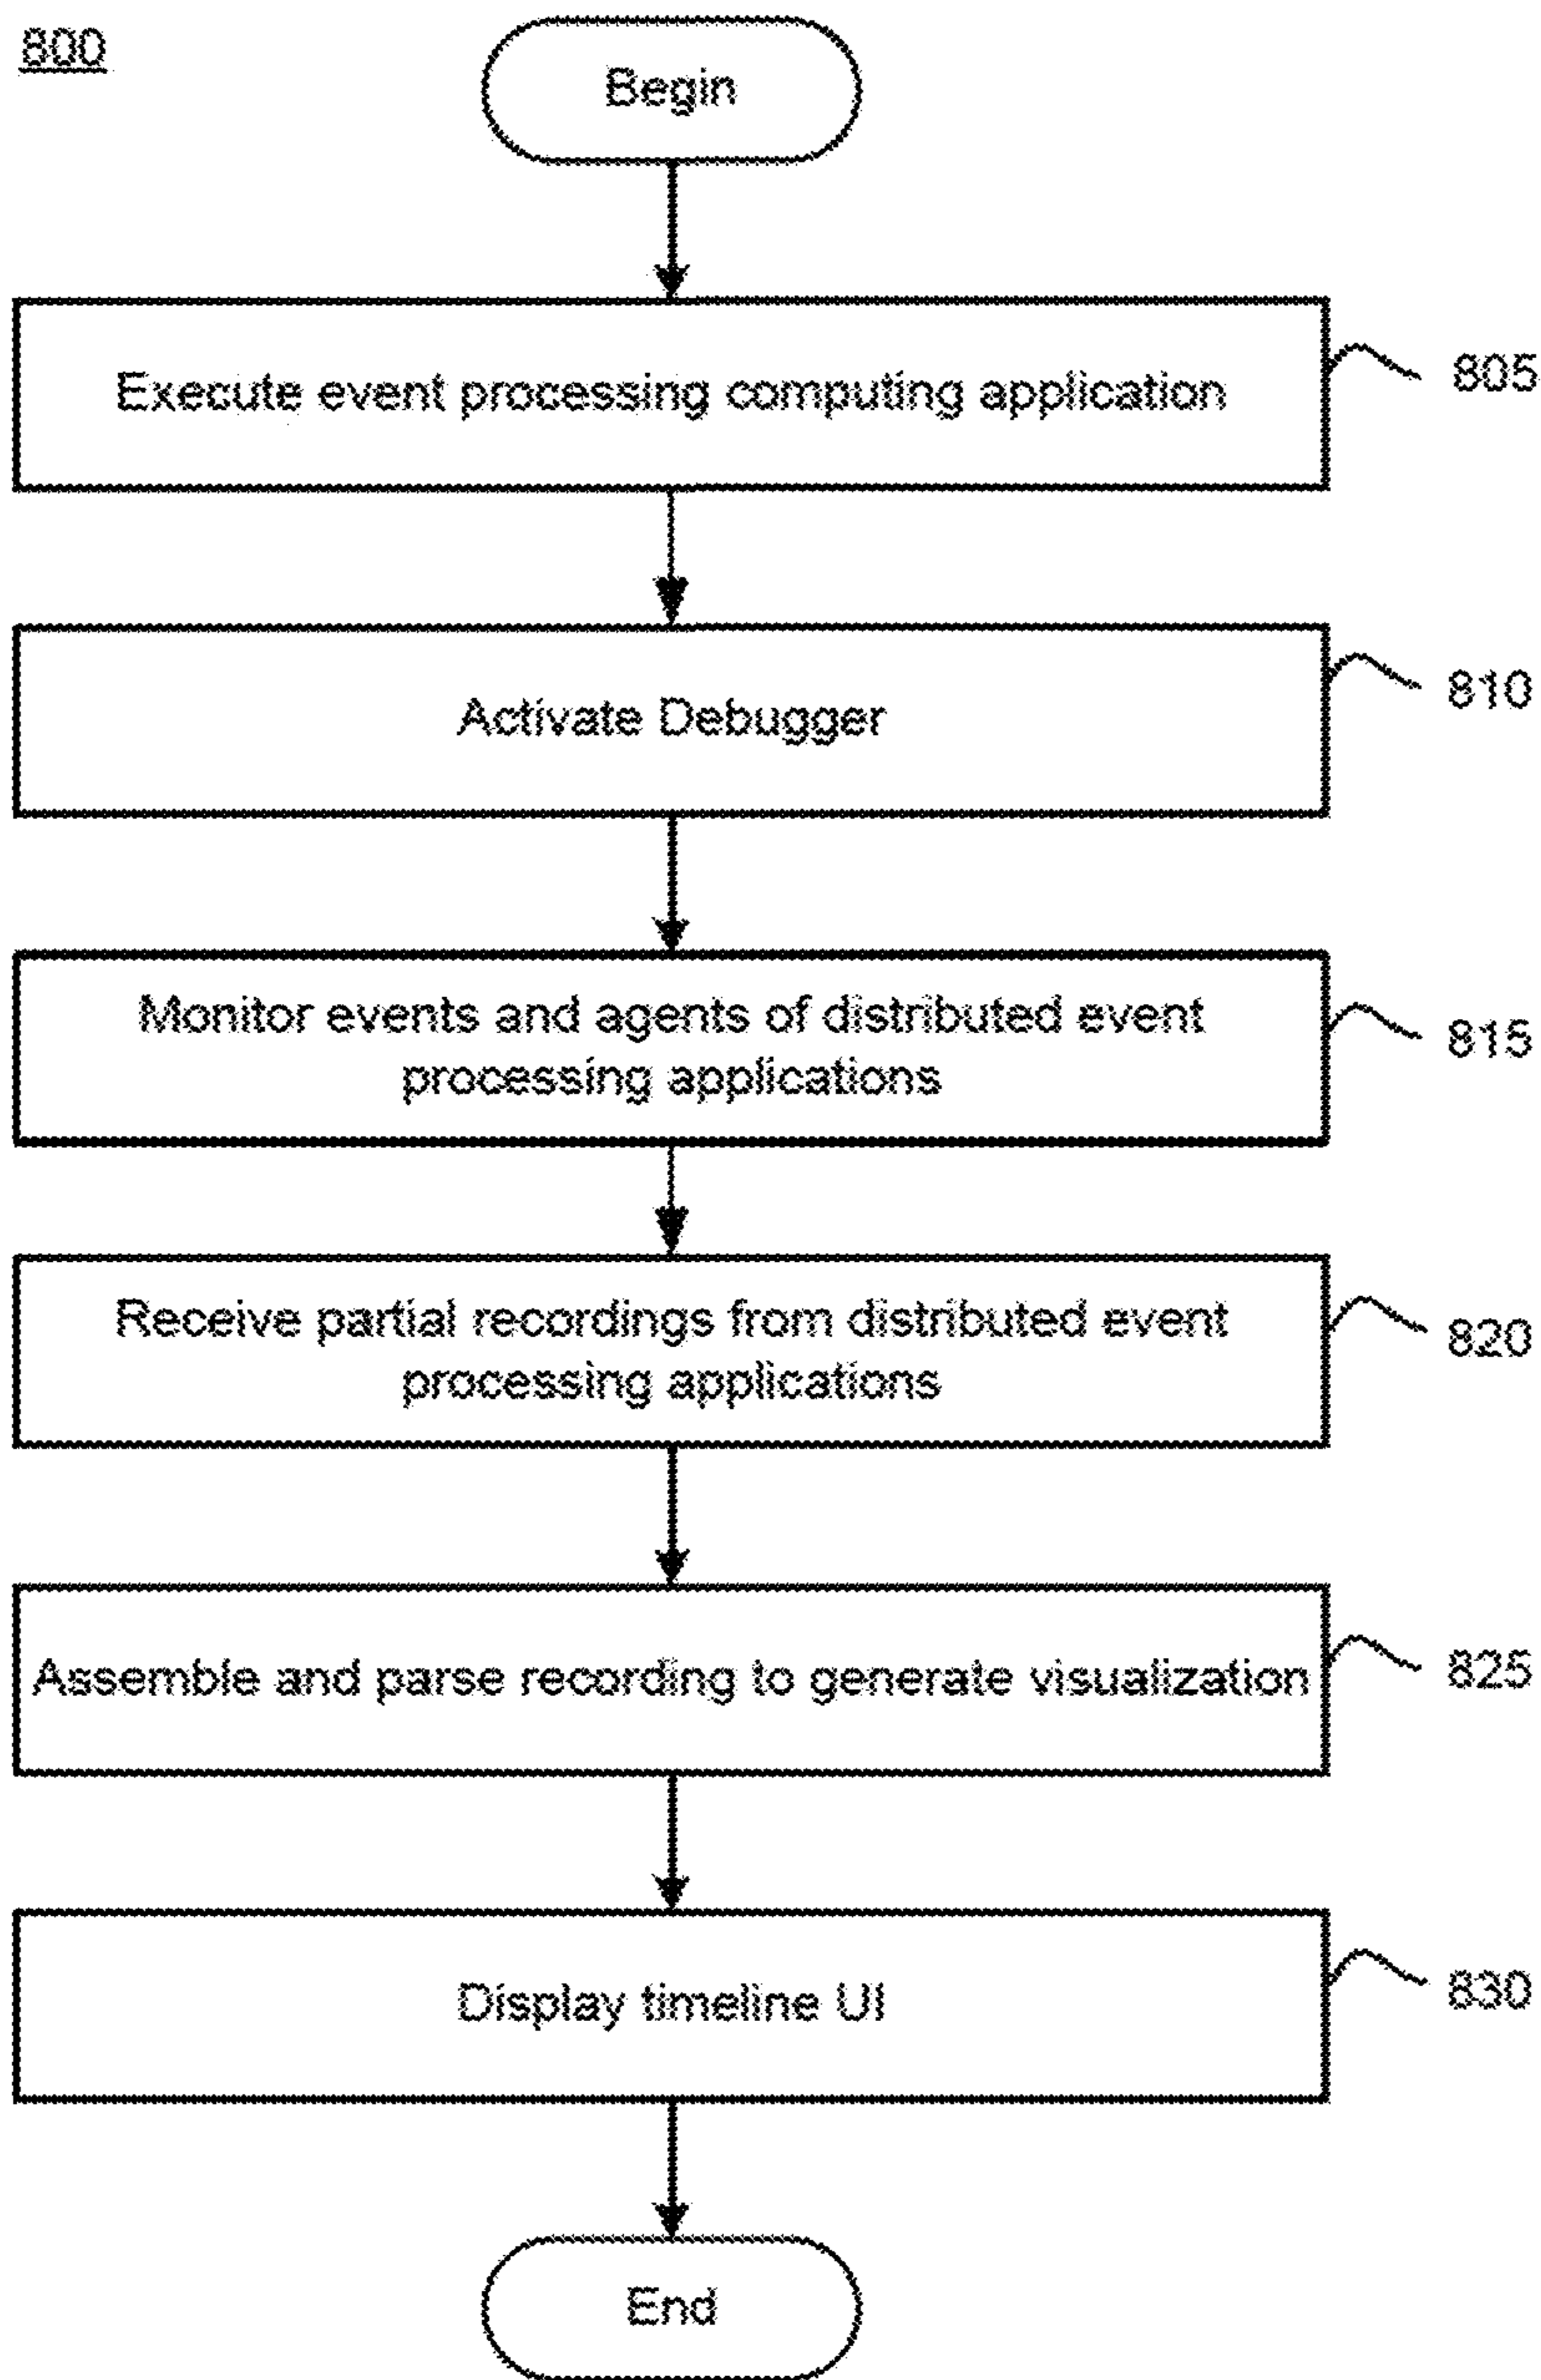 800
Begin
Execute event processing computing application
805
Activate Debugger
810
Monitor events and agents of distributed event
processing applications
815
Receive partial recordings from distributed event
processing applications
820
Assemble and parse recording to generate visualization
825
Display timeline UI
830
End